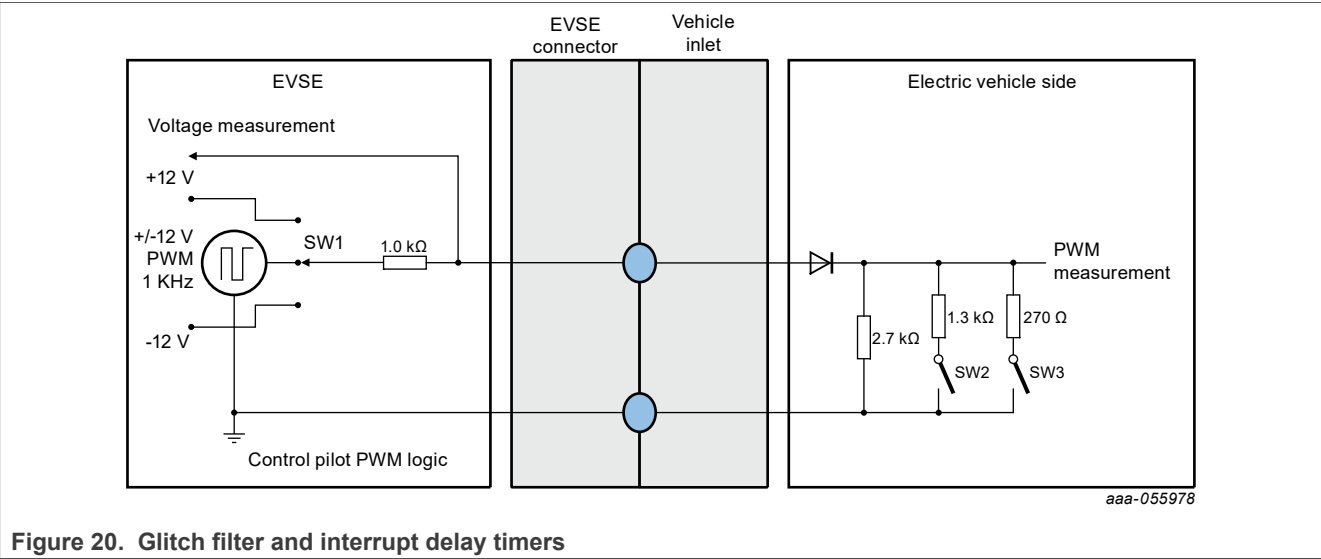 EVSE
connector
Vehicle
inlet
EVSE
Electric vehicle side
Voltage measurement
+12 V
+/-12 V
PWM
1 KHz
SW1
1.0 kΩ
-12 V
PWM
measurement
2.7 kΩ
1.3 kΩ
270 Ω
SW2
SW3
Control pilot PWM logic
aaa-055978
Figure 20. Glitch filter and interrupt delay timers